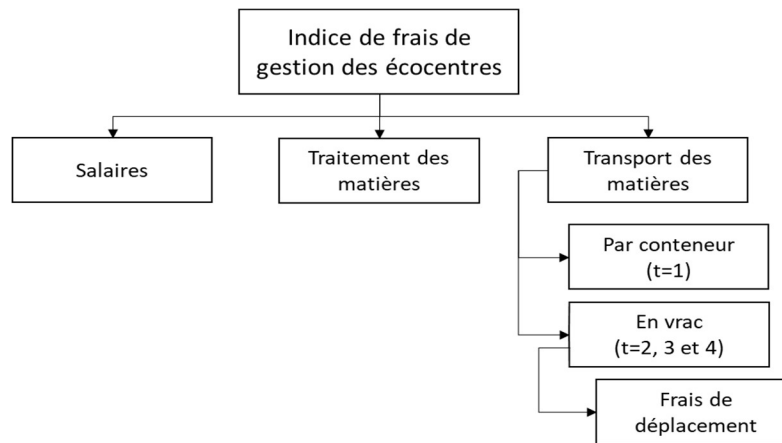 Indice de frais de
gestion des écocentres
Salaires
Traitement des
matières
Transport des
matières
Par conteneur
(t=1)
En vrac
(t=2, 3 et 4)
Frais de
déplacement